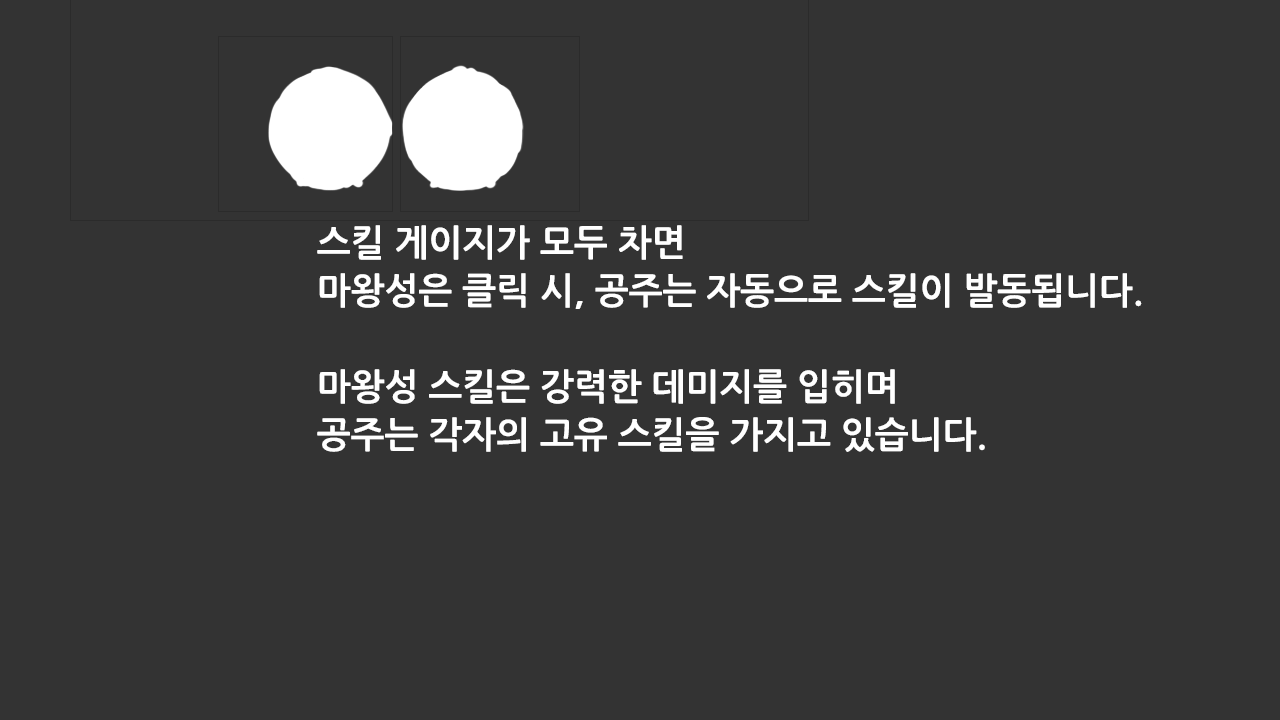 스킬 게이지가 모두 차면
마왕성은 클릭 시, 공주는 자동으로 스킬이 발동됩니다.
마왕성 스킬은 강력한 데미지를 입히며
공주는 각자의 고유 스킬을 가지고 있습니다.